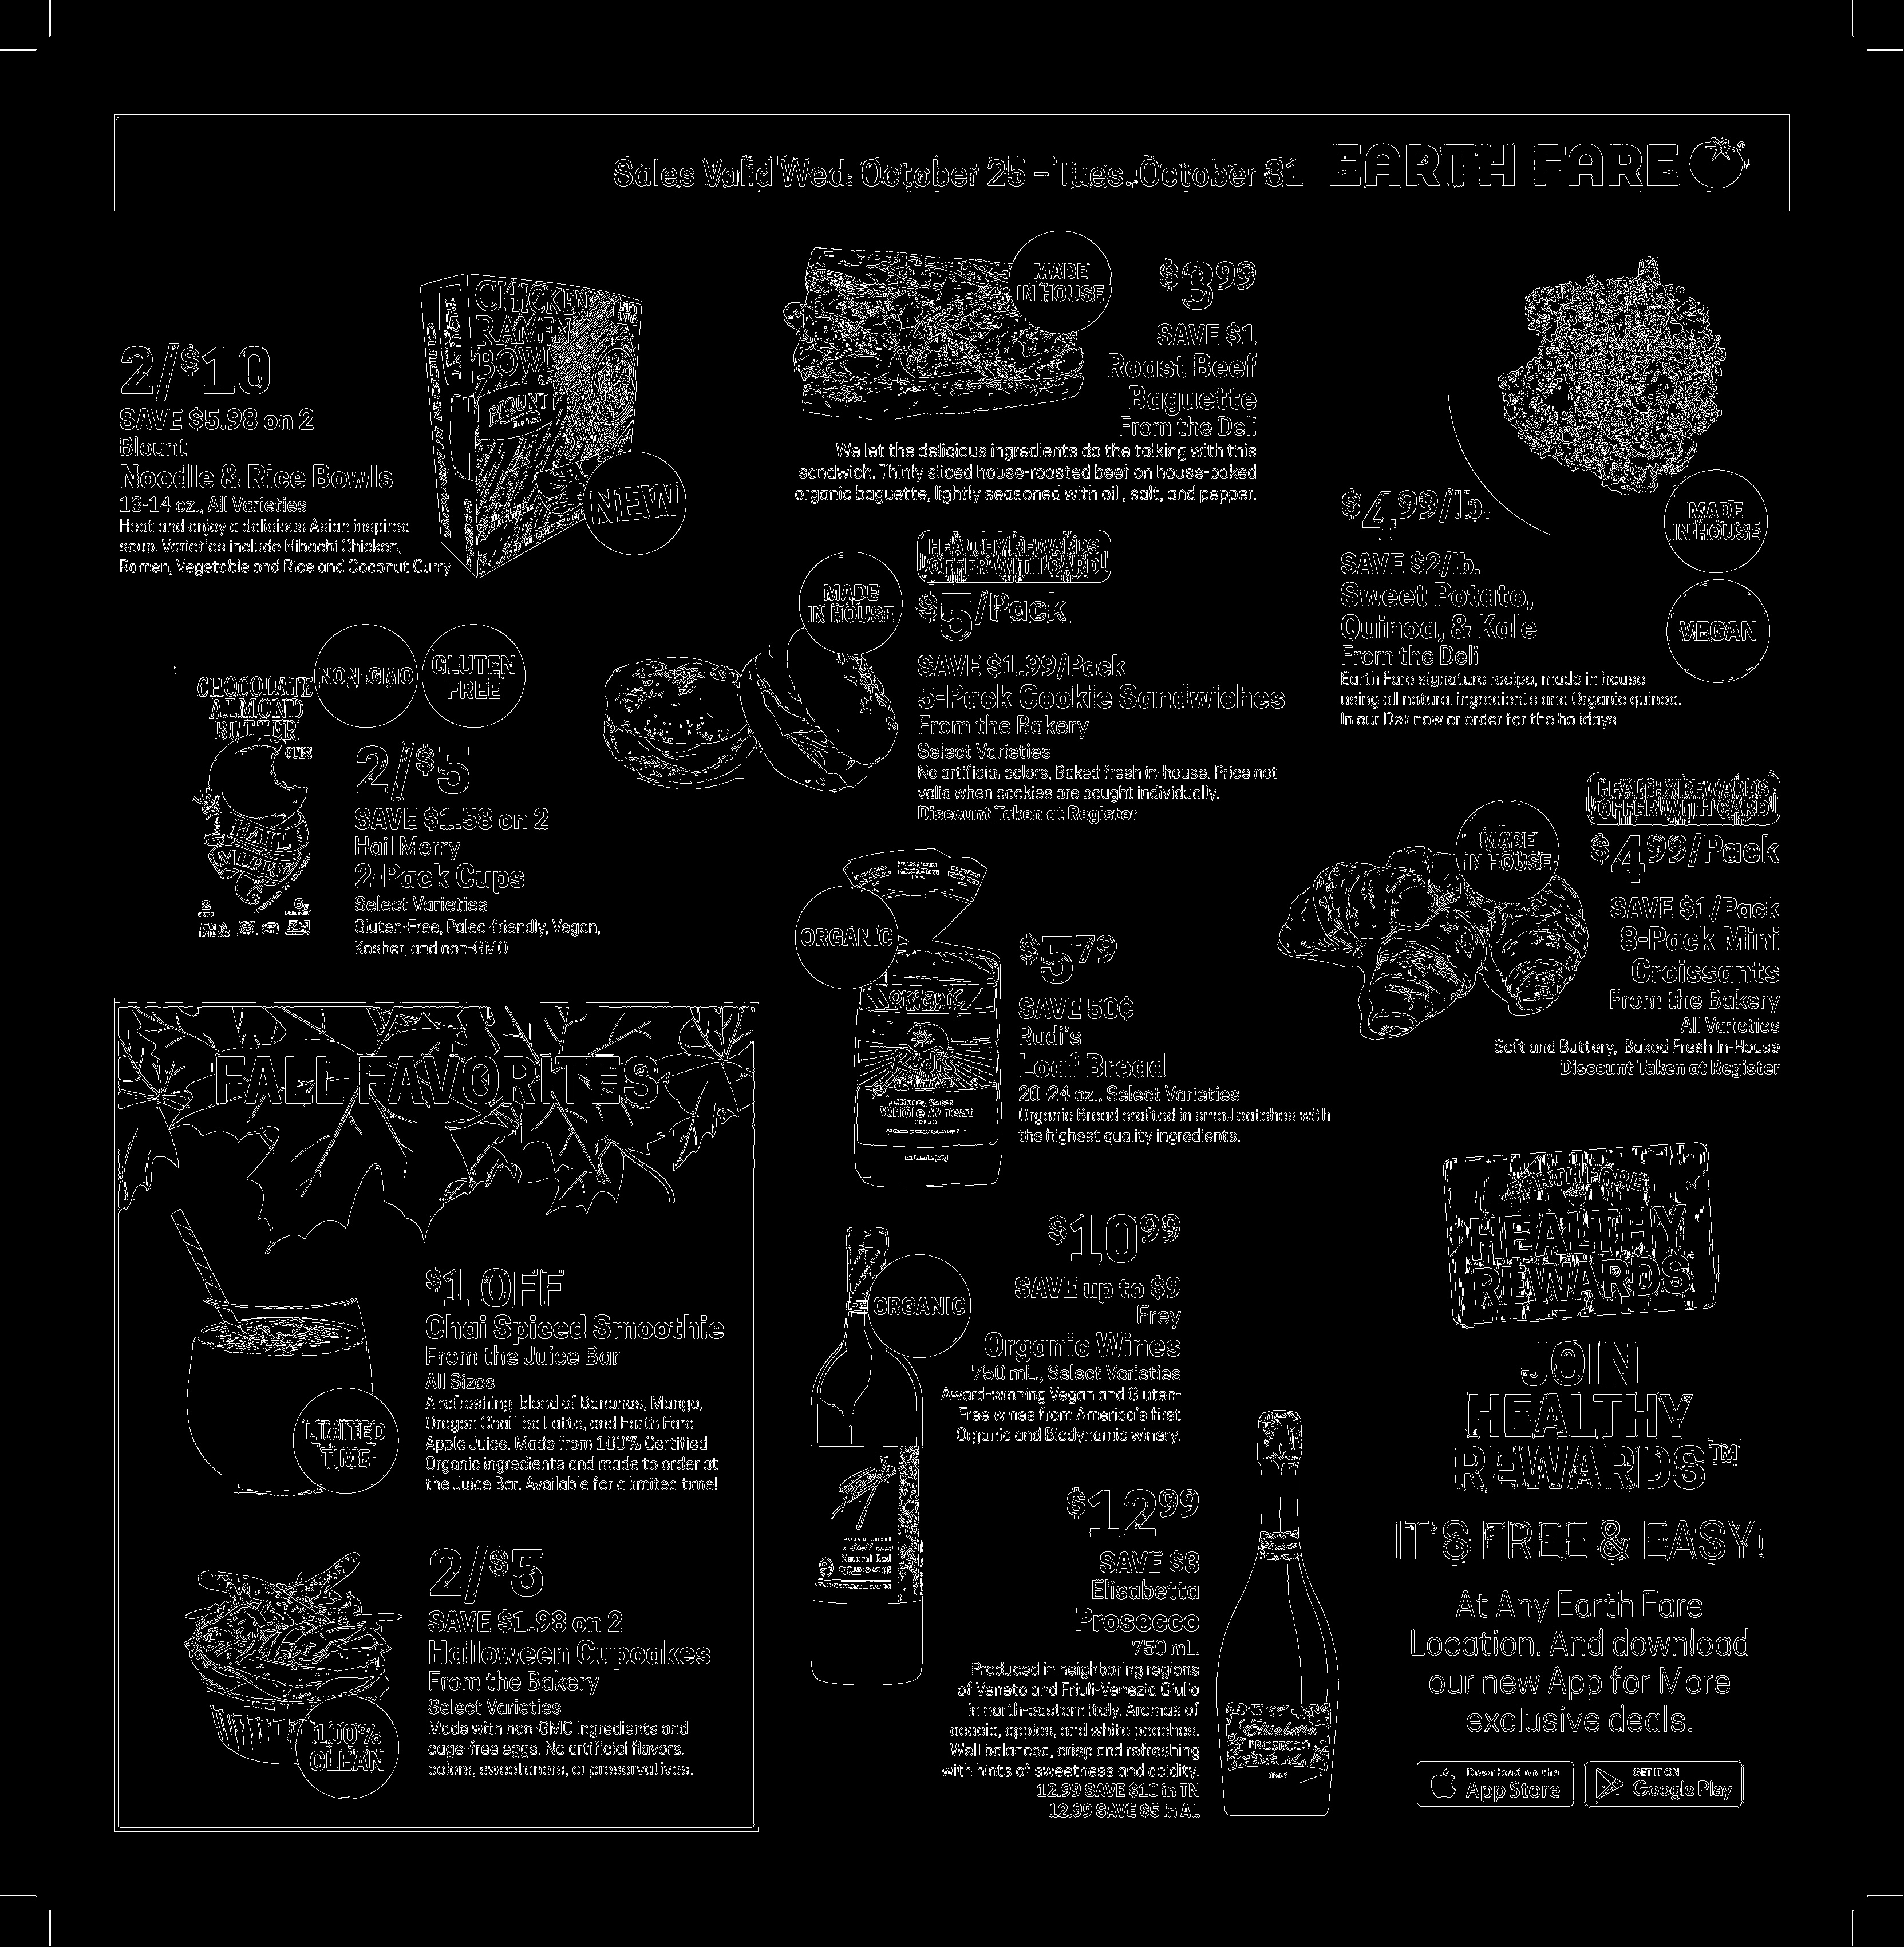 Sales Valid Wed. October 25 – Tues. October 31 EARTH FARE
2/$10
SAVE $5.98 on 2
Blount
Noodle & Rice Bowls
13-14 oz., All Varieties
Heat and enjoy a delicious Asian inspired
soup. Varieties include Hibachi Chicken,
Ramen, Vegetable and Rice and Coconut Curry.
CHICKEN
RAMEN
BOWL
BLOUNT
BLOUNT
CHICKEN RAMEN BOWL
NEW
MADE
IN HOUSE
$3.99
SAVE $1
Roast Beef
Baguette
From the Deli
We let the delicious ingredients do the talking with this
sandwich. Thinly sliced house-roasted beef on house-baked
organic baguette, lightly seasoned with oil , salt, and pepper.
$4.99/lb.
SAVE $2/lb.
Sweet Potato,
Quinoa, & Kale
From the Deli
Earth Fare signature recipe, made in house
using all natural ingredients and Organic quinoa.
In our Deli now or order for the holidays
MADE
IN HOUSE
VEGAN
HEALTHY REWARDS
OFFER WITH CARD
MADE
IN HOUSE
$5/Pack
SAVE $1.99/Pack
5-Pack Cookie Sandwiches
From the Bakery
Select Varieties
No artificial colors, Baked fresh in-house. Price not
valid when cookies are bought individually.
Discount Taken at Register
NON-GMO
GLUTEN
FREE
CHOCOLATE
ALMOND
BUTTER
CUPS
HAIL
MERRY
2/$5
SAVE $1.58 on 2
Hail Merry
2-Pack Cups
Select Varieties
Gluten-Free, Paleo-friendly, Vegan,
Kosher, and non-GMO
HEALTHY REWARDS
OFFER WITH CARD
MADE
IN HOUSE
$4.99/Pack
SAVE $1/Pack
8-Pack Mini
Croissants
From the Bakery
All Varieties
Soft and Buttery, Baked Fresh In-House
Discount Taken at Register
ORGANIC
organic
Rudi's
Honey Sweet
Whole Wheat
BREAD
$5.79
SAVE 50¢
Rudi's
Loaf Bread
20-24 oz., Select Varieties
Organic Bread crafted in small batches with
the highest quality ingredients.
FALL FAVORITES
$1 OFF
Chai Spiced Smoothie
From the Juice Bar
All Sizes
A refreshing blend of Bananas, Mango,
Oregon Chai Tea Latte, and Earth Fare
Apple Juice. Made from 100% Certified
Organic ingredients and made to order at
the Juice Bar. Available for a limited time!
LIMITED
TIME
2/$5
SAVE $1.98 on 2
Halloween Cupcakes
From the Bakery
Select Varieties
Made with non-GMO ingredients and
cage-free eggs. No artificial flavors,
colors, sweeteners, or preservatives.
100%
CLEAN
ORGANIC
Natural Red
organic wine
$10.99
SAVE up to $9
Frey
Organic Wines
750 mL., Select Varieties
Award-winning Vegan and Gluten-
Free wines from America's first
Organic and Biodynamic winery.
$12.99
SAVE $3
Elisabetta
Prosecco
750 mL.
Produced in neighboring regions
of Veneto and Friuli-Venezia Giulia
in north-eastern Italy. Aromas of
acacia, apples, and white peaches.
Well balanced, crisp and refreshing
with hints of sweetness and acidity.
12.99 SAVE $10 in TN
12.99 SAVE $5 in AL
Elisabetta
PROSECCO
ITALY
EARTH FARE
HEALTHY
REWARDS
JOIN
HEALTHY
REWARDS™
IT'S FREE & EASY!
At Any Earth Fare
Location. And download
our new App for More
exclusive deals.
Download on the
App Store
GET IT ON
Google Play